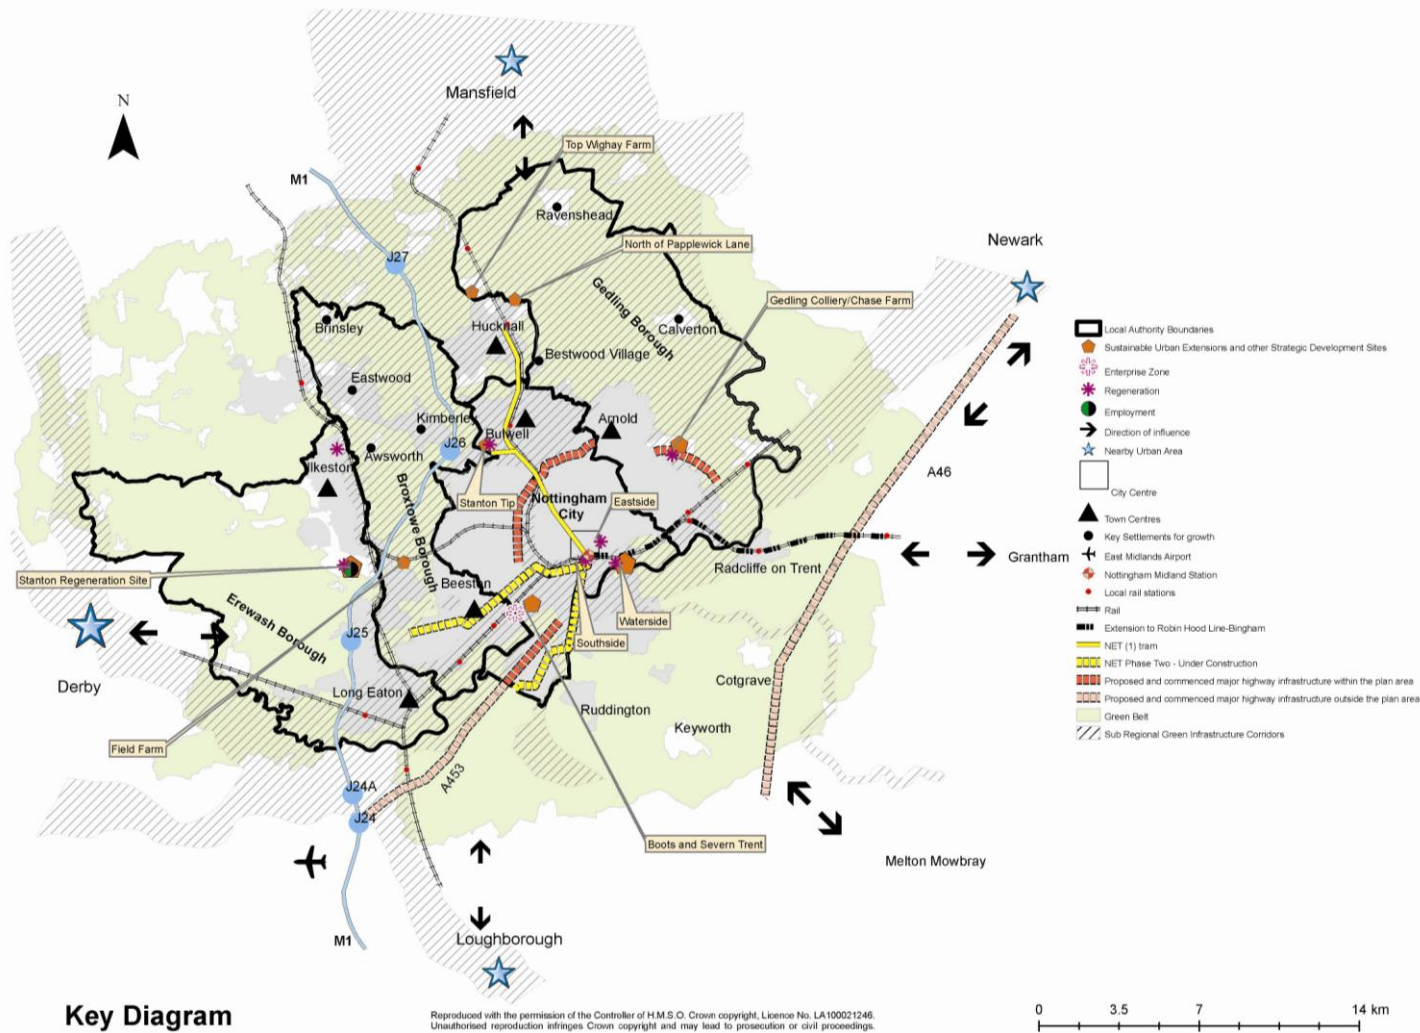 Mansfield
N
Top Wighay Farm
M1
Ravenshead
North of Papplewick Lane
Newark
J27
Gedling Borough
Gedling Colliery/Chase Farm
Brinsley
Hucknall
Calverton
Bestwood Village
Eastwood
Kimberley
Bulwell
Arnold
J26
Awsworth
Ilkeston
A46
Broxtowe Borough
Stanton Tip
Nottingham
City
Eastside
Stanton Regeneration Site
Beeston
Radcliffe on Trent
Grantham
Erewash Borough
Waterside
J25
Southside
Derby
Long Eaton
Cotgrave
Ruddington
Keyworth
Field Farm
A453
J24A
J24
Boots and Severn Trent
Melton Mowbray
M1
Loughborough
Local Authority Boundaries
Sustainable Urban Extensions and other Strategic Development Sites
Enterprise Zone
Regeneration
Employment
Direction of influence
Nearby Urban Area
City Centre
Town Centres
Key Settlements for growth
East Midlands Airport
Nottingham Midland Station
Local rail stations
Rail
Extension to Robin Hood Line-Bingham
NET (1) tram
NET Phase Two - Under Construction
Proposed and commenced major highway infrastructure within the plan area
Proposed and commenced major highway infrastructure outside the plan area
Green Belt
Sub Regional Green Infrastructure Corridors
Key Diagram
Reproduced with the permission of the Controller of H.M.S.O. Crown copyright, Licence No. LA100021246.
Unauthorised reproduction infringes Crown copyright and may lead to prosecution or civil proceedings.
0 3.5 7 14 km